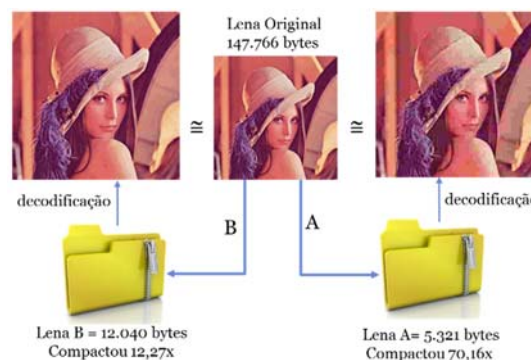 Lena Original
147.766 bytes
≅
≅
decodificação
decodificação
B
A
Lena B = 12.040 bytes
Compactou 12,27x
Lena A= 5.321 bytes
Compactou 70,16x